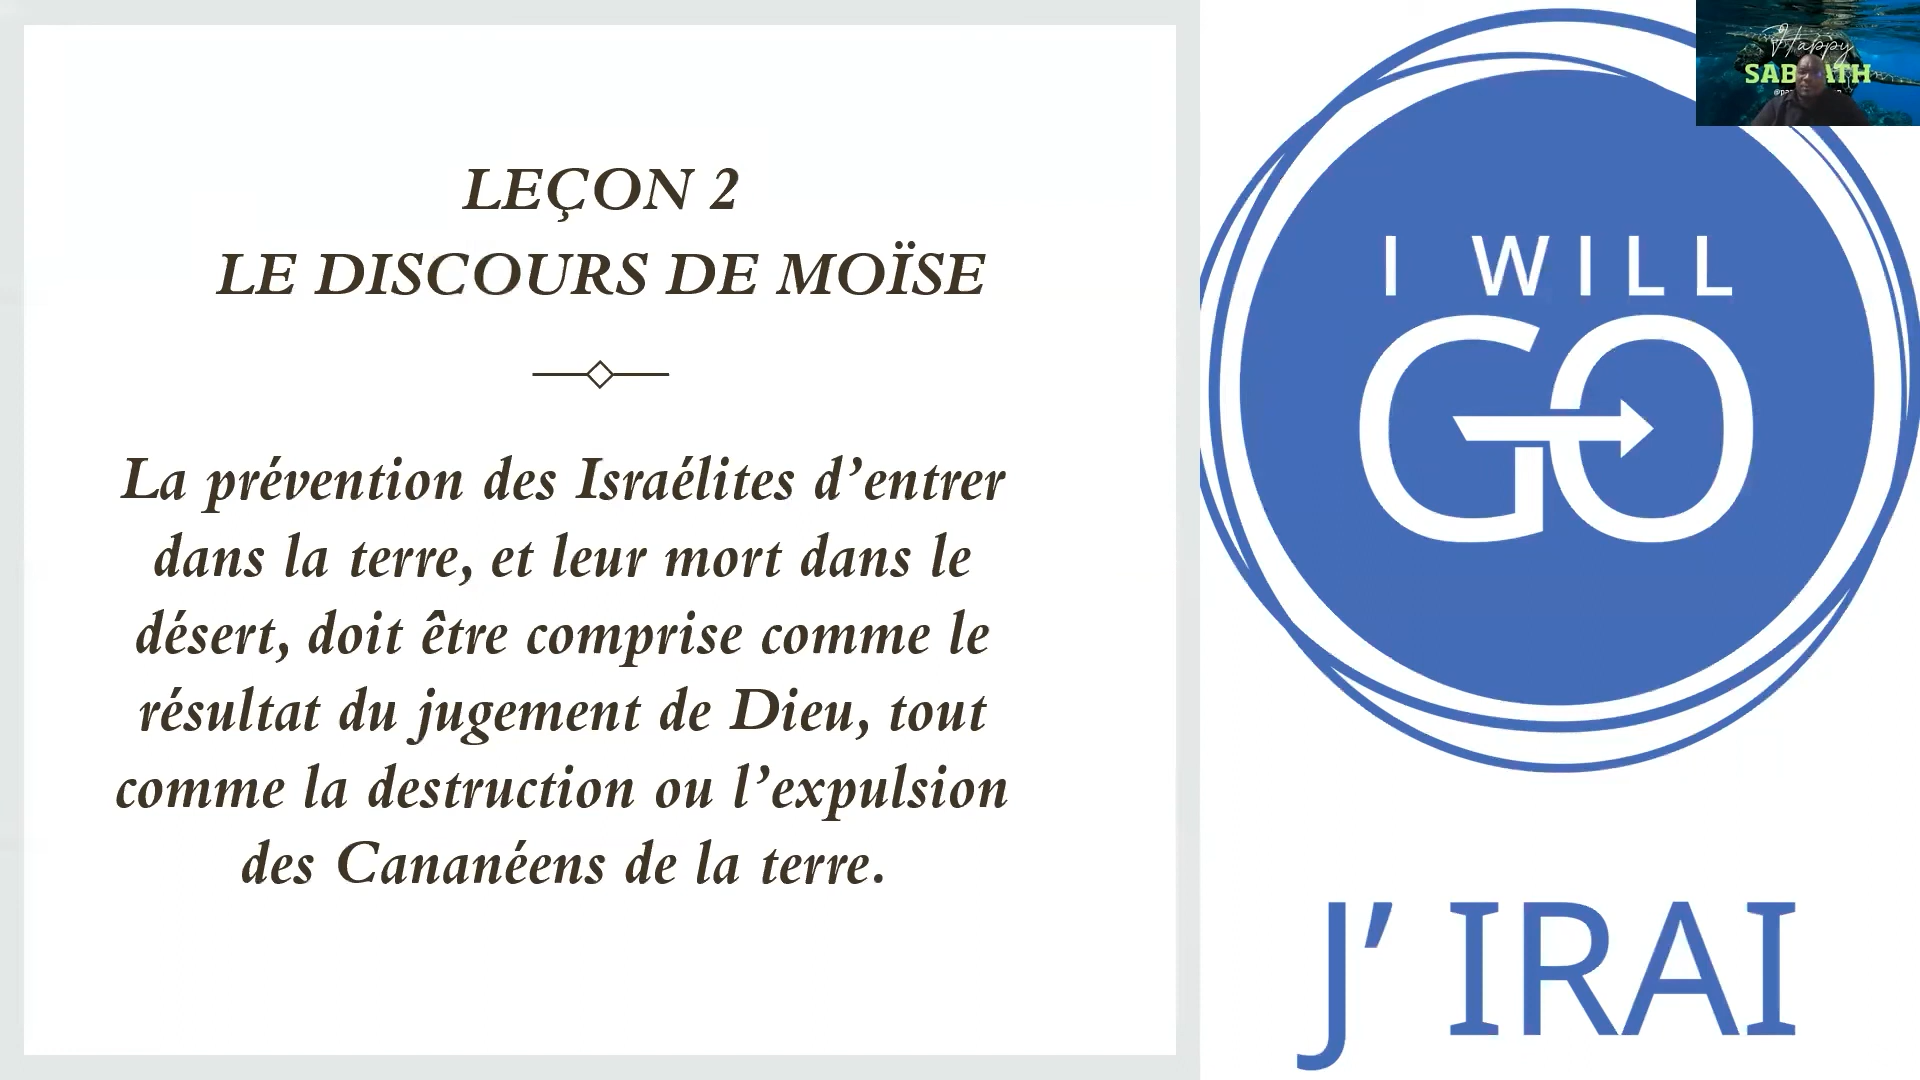 LEÇON 2
LE DISCOURS DE MOÏSE
La prévention des Israélites d’entrer
dans la terre, et leur mort dans le
désert, doit être comprise comme le
résultat du jugement de Dieu, tout
comme la destruction ou l’expulsion
des Cananéens de la terre.
I WILL
GO
J’ IRAI
Happy